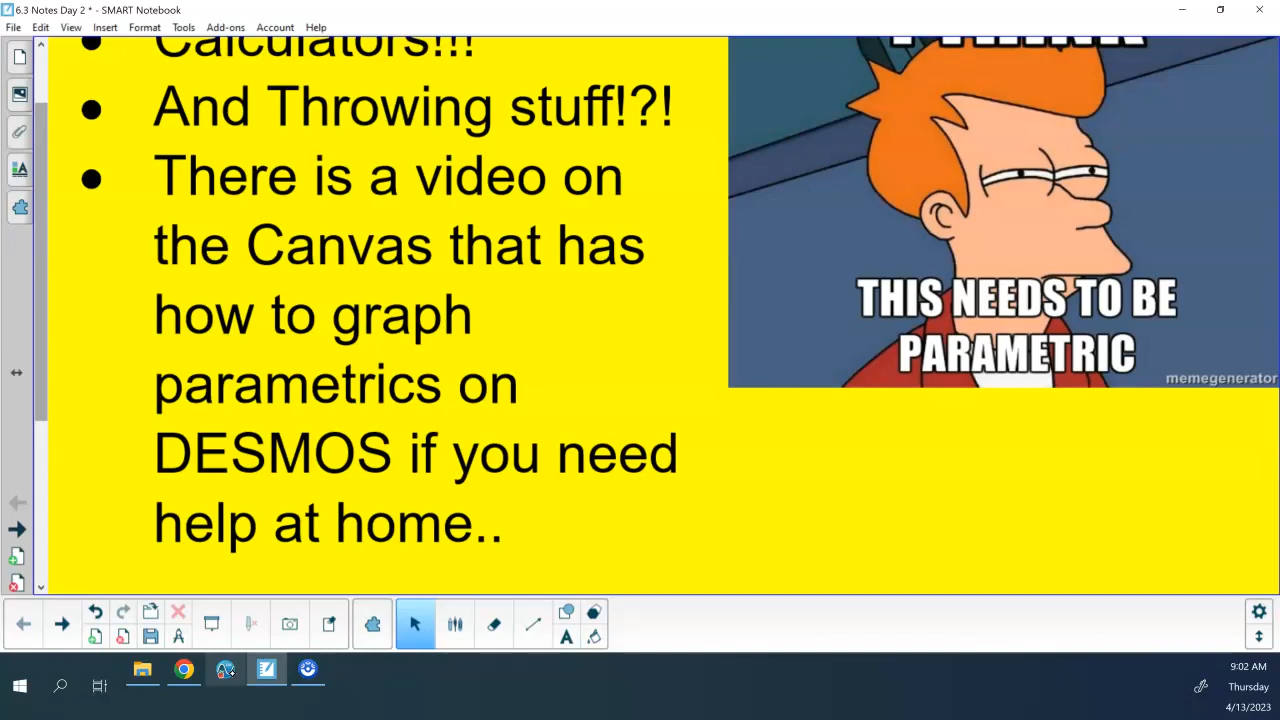 6.3 Notes Day 2 * - SMART Notebook
File Edit View Insert Format Tools Add-ons Account Help
Calculators!!!
And Throwing stuff!?!
There is a video on
the Canvas that has
how to graph
parametrics on
DESMOS if you need
help at home..
THINK
THIS NEEDS TO BE
PARAMETRIC
memegenerator
9:02 AM
Thursday
4/13/2023